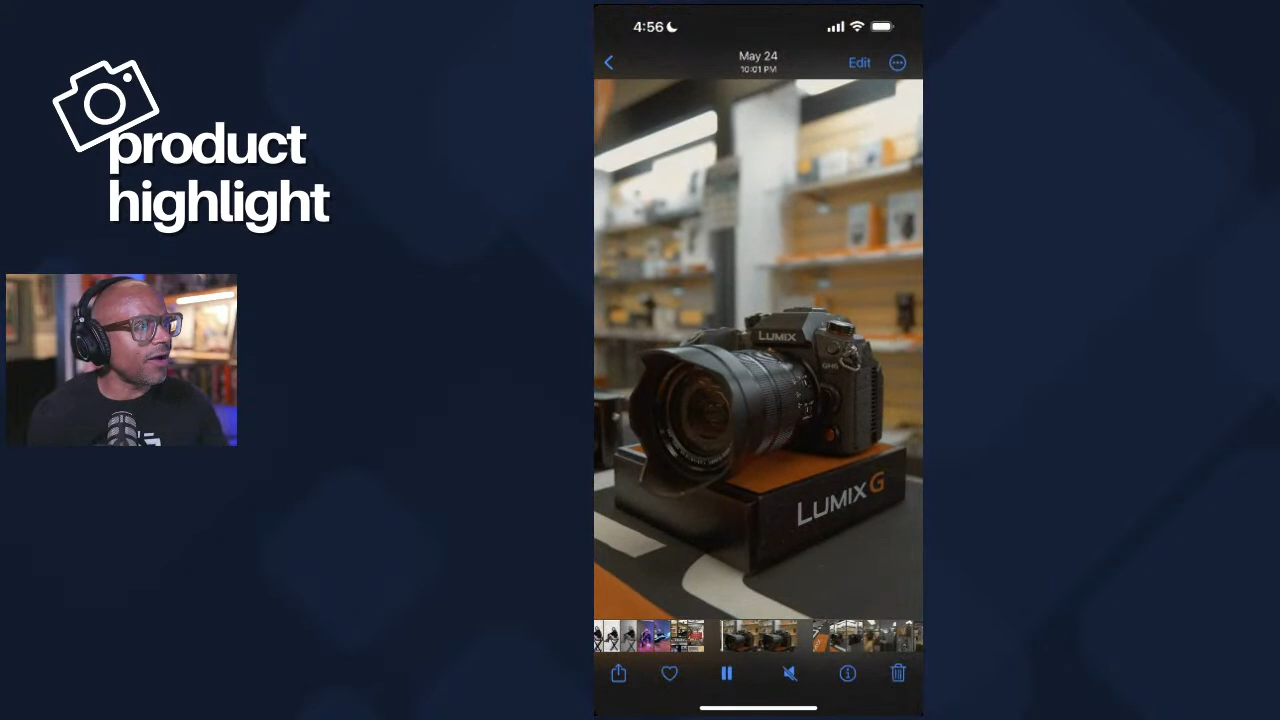 product
highlight
4:56
May 24
10:01 PM
Edit
LUMIX
GH6
LUMIX G